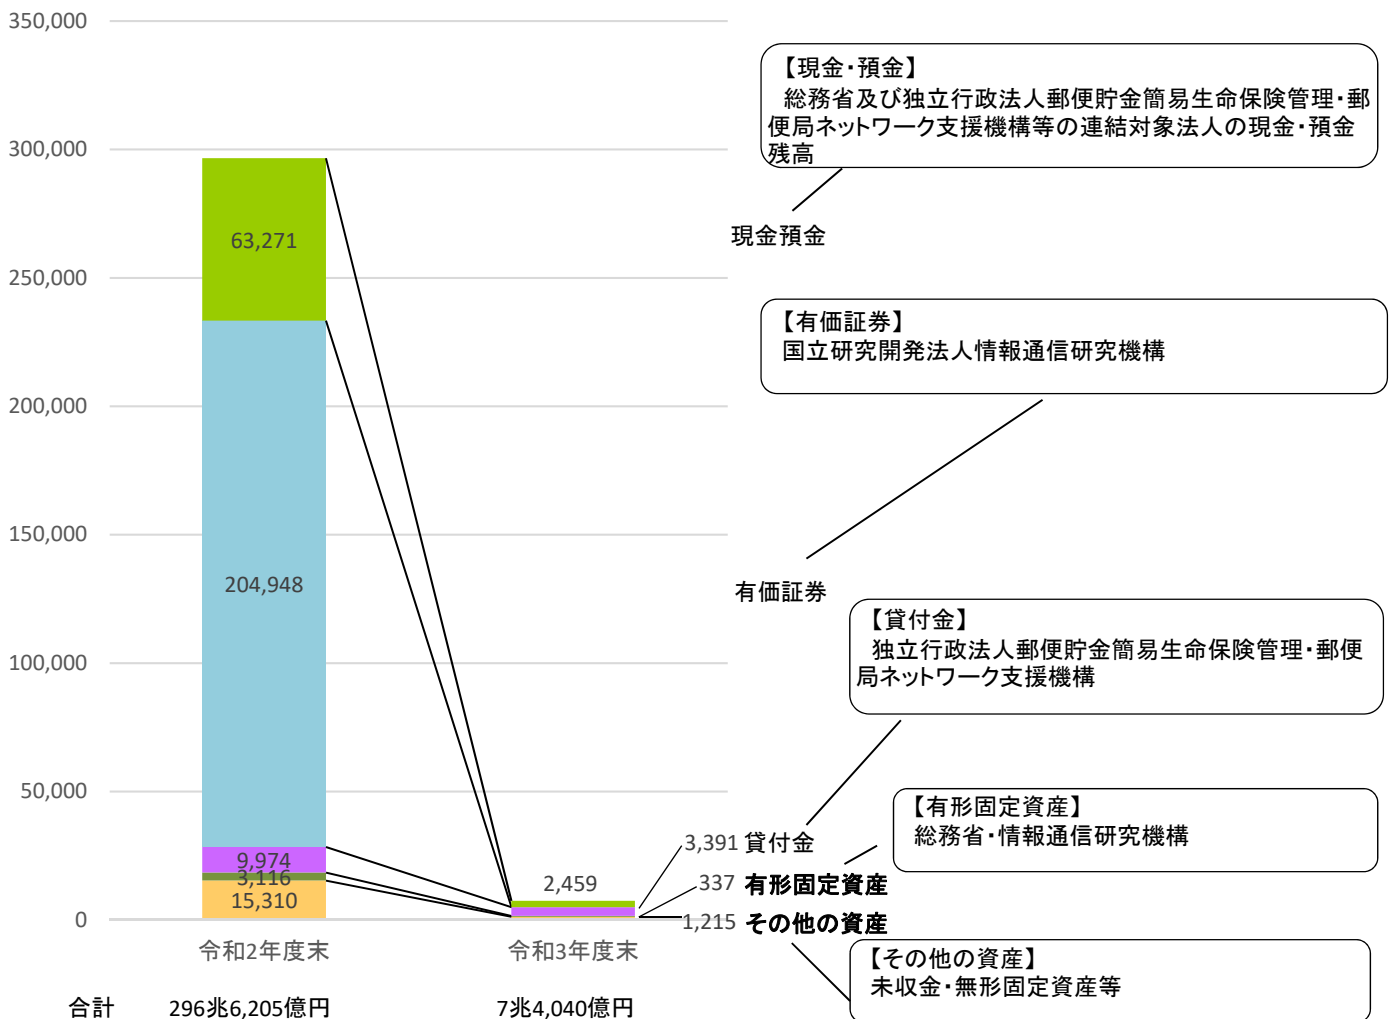 350,000
300,000
250,000
200,000
150,000
100,000
50,000
0
63,271
204,948
9,974
3,116
15,310
2,459
3,391
337
1,215
令和2年度末
令和3年度末
合計
296兆6,205億円
7兆4,040億円
【現金・預金】
総務省及び独立行政法人郵便貯金簡易生命保険管理・郵
便局ネットワーク支援機構等の連結対象法人の現金・預金
残高
現金預金
【有価証券】
国立研究開発法人情報通信研究機構
有価証券
【貸付金】
独立行政法人郵便貯金簡易生命保険管理・郵便
局ネットワーク支援機構
貸付金
【有形固定資産】
総務省・情報通信研究機構
有形固定資産
その他の資産
【その他の資産】
未収金・無形固定資産等